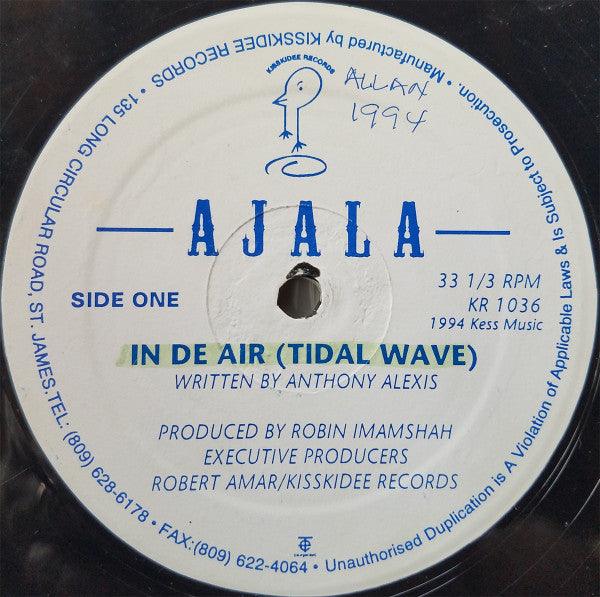 KISSKIDEE RECORDS
ALLAN
1994
AJALA
SIDE ONE
33 1/3 RPM
KR 1036
1994 Kess Music
IN DE AIR (TIDAL WAVE)
WRITTEN BY ANTHONY ALEXIS
PRODUCED BY ROBIN IMAMSHAH
EXECUTIVE PRODUCERS
ROBERT AMAR/KISSKIDEE RECORDS
Manufactured by KISSKIDEE RECORDS • 135 LONG CIRCULAR ROAD, ST. JAMES.TEL: (809) 628-6178 • FAX:(809) 622-4064 • Unauthorised Duplication is A Violation of Applicable Laws & Is Subject to Prosecution. •